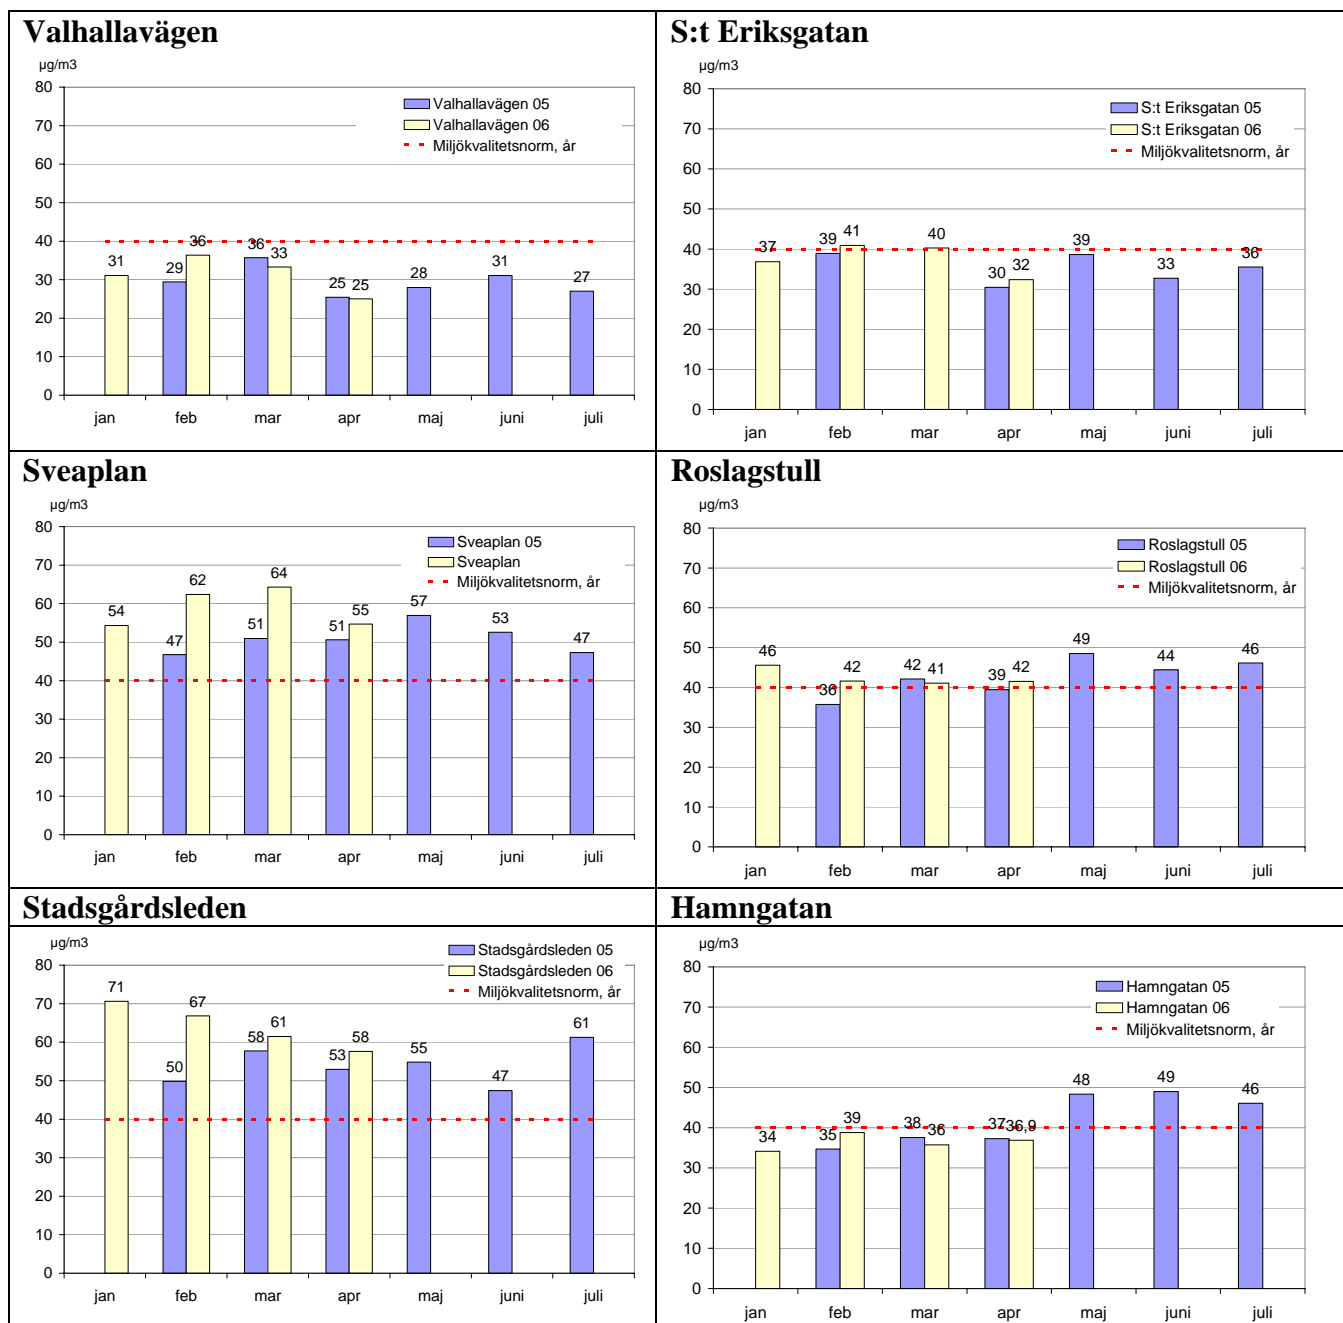 Valhallavägen
µg/m3
Valhallavägen 05
Valhallavägen 06
Miljökvalitetsnorm, år
80
70
60
50
40
30
20
10
0
31 29 36 36 33 25 25 28 31 27
jan feb mar apr maj juni juli
S:t Eriksgatan
µg/m3
S:t Eriksgatan 05
S:t Eriksgatan 06
Miljökvalitetsnorm, år
80
70
60
50
40
30
20
10
0
37 39 41 40 30 32 39 33 36
jan feb mar apr maj juni juli
Sveaplan
µg/m3
Sveaplan 05
Sveaplan
Miljökvalitetsnorm, år
80
70
60
50
40
30
20
10
0
54 47 62 51 64 51 55 57 53 47
jan feb mar apr maj juni juli
Roslagstull
µg/m3
Roslagstull 05
Roslagstull 06
Miljökvalitetsnorm, år
80
70
60
50
40
30
20
10
0
46 36 42 42 41 39 42 49 44 46
jan feb mar apr maj juni juli
Stadsgårdsleden
µg/m3
Stadsgårdsleden 05
Stadsgårdsleden 06
Miljökvalitetsnorm, år
80
70
60
50
40
30
20
10
0
71 50 67 58 61 53 58 55 47 61
jan feb mar apr maj juni juli
Hamngatan
µg/m3
Hamngatan 05
Hamngatan 06
Miljökvalitetsnorm, år
80
70
60
50
40
30
20
10
0
34 35 39 38 36 37 36,9 48 49 46
jan feb mar apr maj juni juli